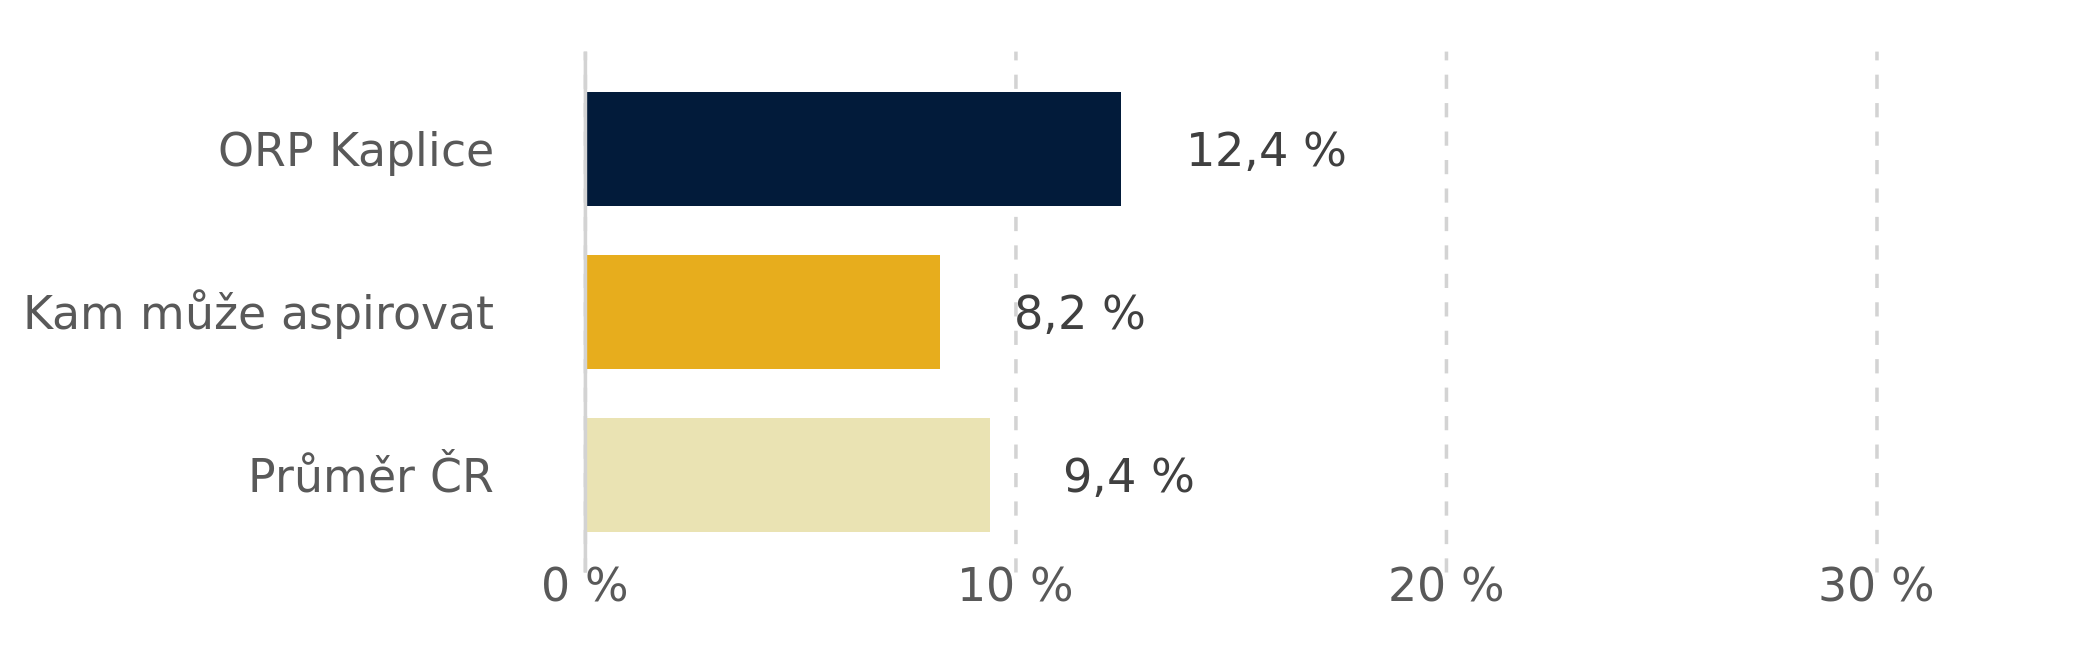 ORP Kaplice
12,4 %
Kam může aspirovat
8,2 %
Průměr ČR
9,4 %
0 %
10 %
20 %
30 %